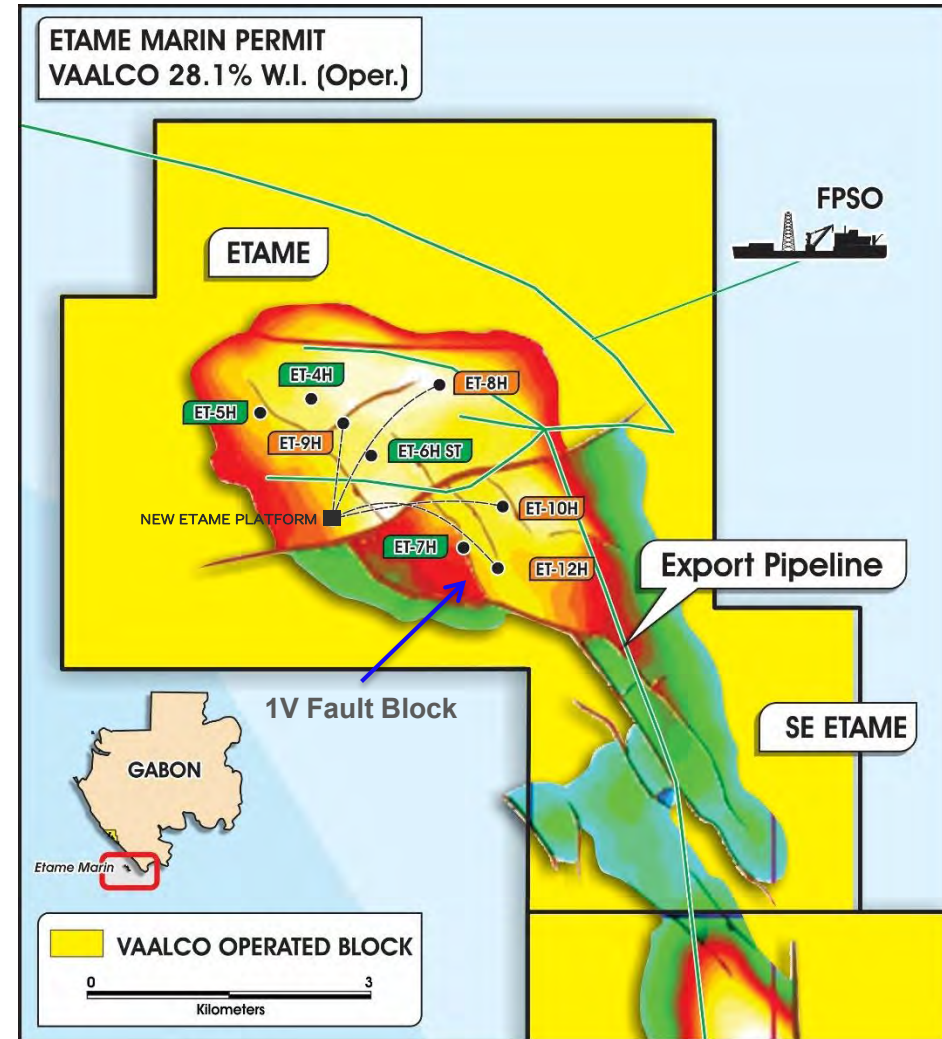 ETAME MARIN PERMIT
VAALCO 28.1% W.I. (Oper.)
FPSO
ETAME
ET-4H
ET-8H
ET-5H
ET-9H
ET-6H ST
NEW ETAME PLATFORM
ET-10H
ET-7H
ET-12H
Export Pipeline
1V Fault Block
SE ETAME
GABON
Etame Marin
VAALCO OPERATED BLOCK
0 3
Kilometers